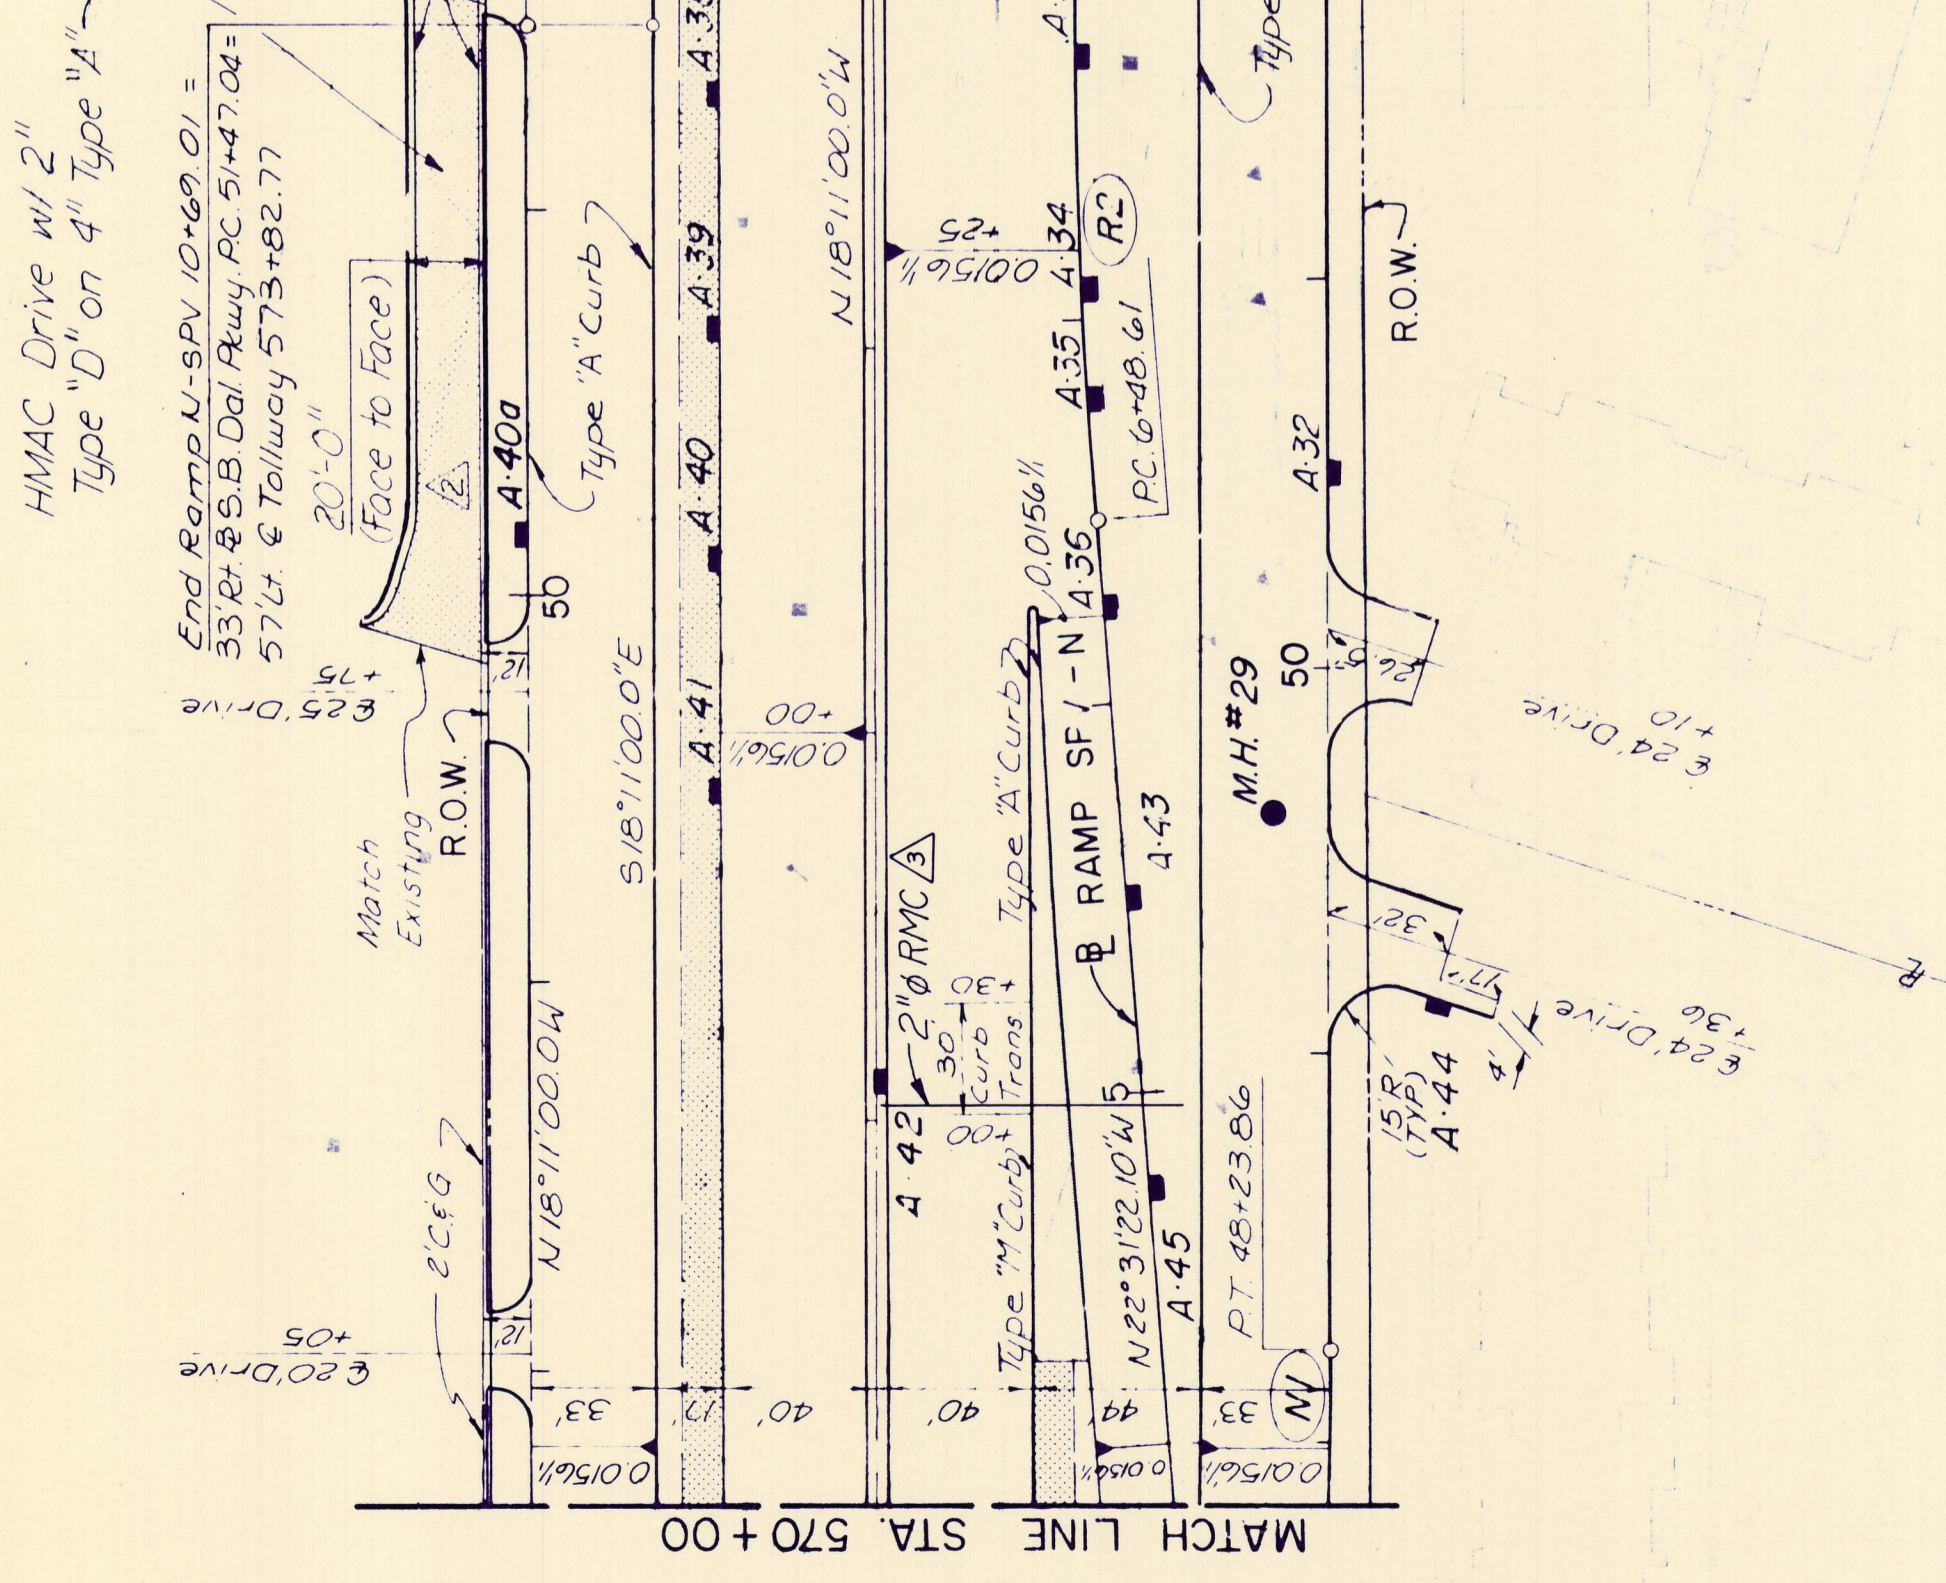 HMAC Drive w/ 2"
Type "D" on 4" Type "A"
End Ramp N-SPV 10+69.01 =
33' Rt. ⅊ S.B. Dal. Pkwy. P.C. 51+47.04=
57' Lt. ℄ Tollway 573+82.77
20'-0"
(Face to Face)
2
A·40a
Type "A" Curb
50
12'
℄ 25' Drive
+75
Match
Existing
R.O.W.
S18°11'00.0"E
N18°11'00.0W
2' C.&G
℄ 20' Drive
+05
12'
A·39
A·40
A·41
N18°11'00.0"W
+00
0.0156'/1
+25
0.0156'/1
A·34
R2
A·35
P.C. 6+48.61
A·36
0.0156'/1
Type "A" Curb
⅊ RAMP SF1-N
A·43
2"ø RMC
3
A·42
30'
Curb
Trans.
+30
+00
Type "M" Curb
5
N22°31'22.10"W
A·45
Type
R.O.W.
A·32
50
M.H.#29
26.
℄ 24' Drive
+10
32'
17'
℄ 24' Drive
+36
4'
15'R
(TYP.)
A·44
P.T. 48+23.86
N1
33'
17'
40'
40'
44'
33'
0.0156'/1
0.0156'/1
0.0156'/1
MATCH LINE STA. 570+00